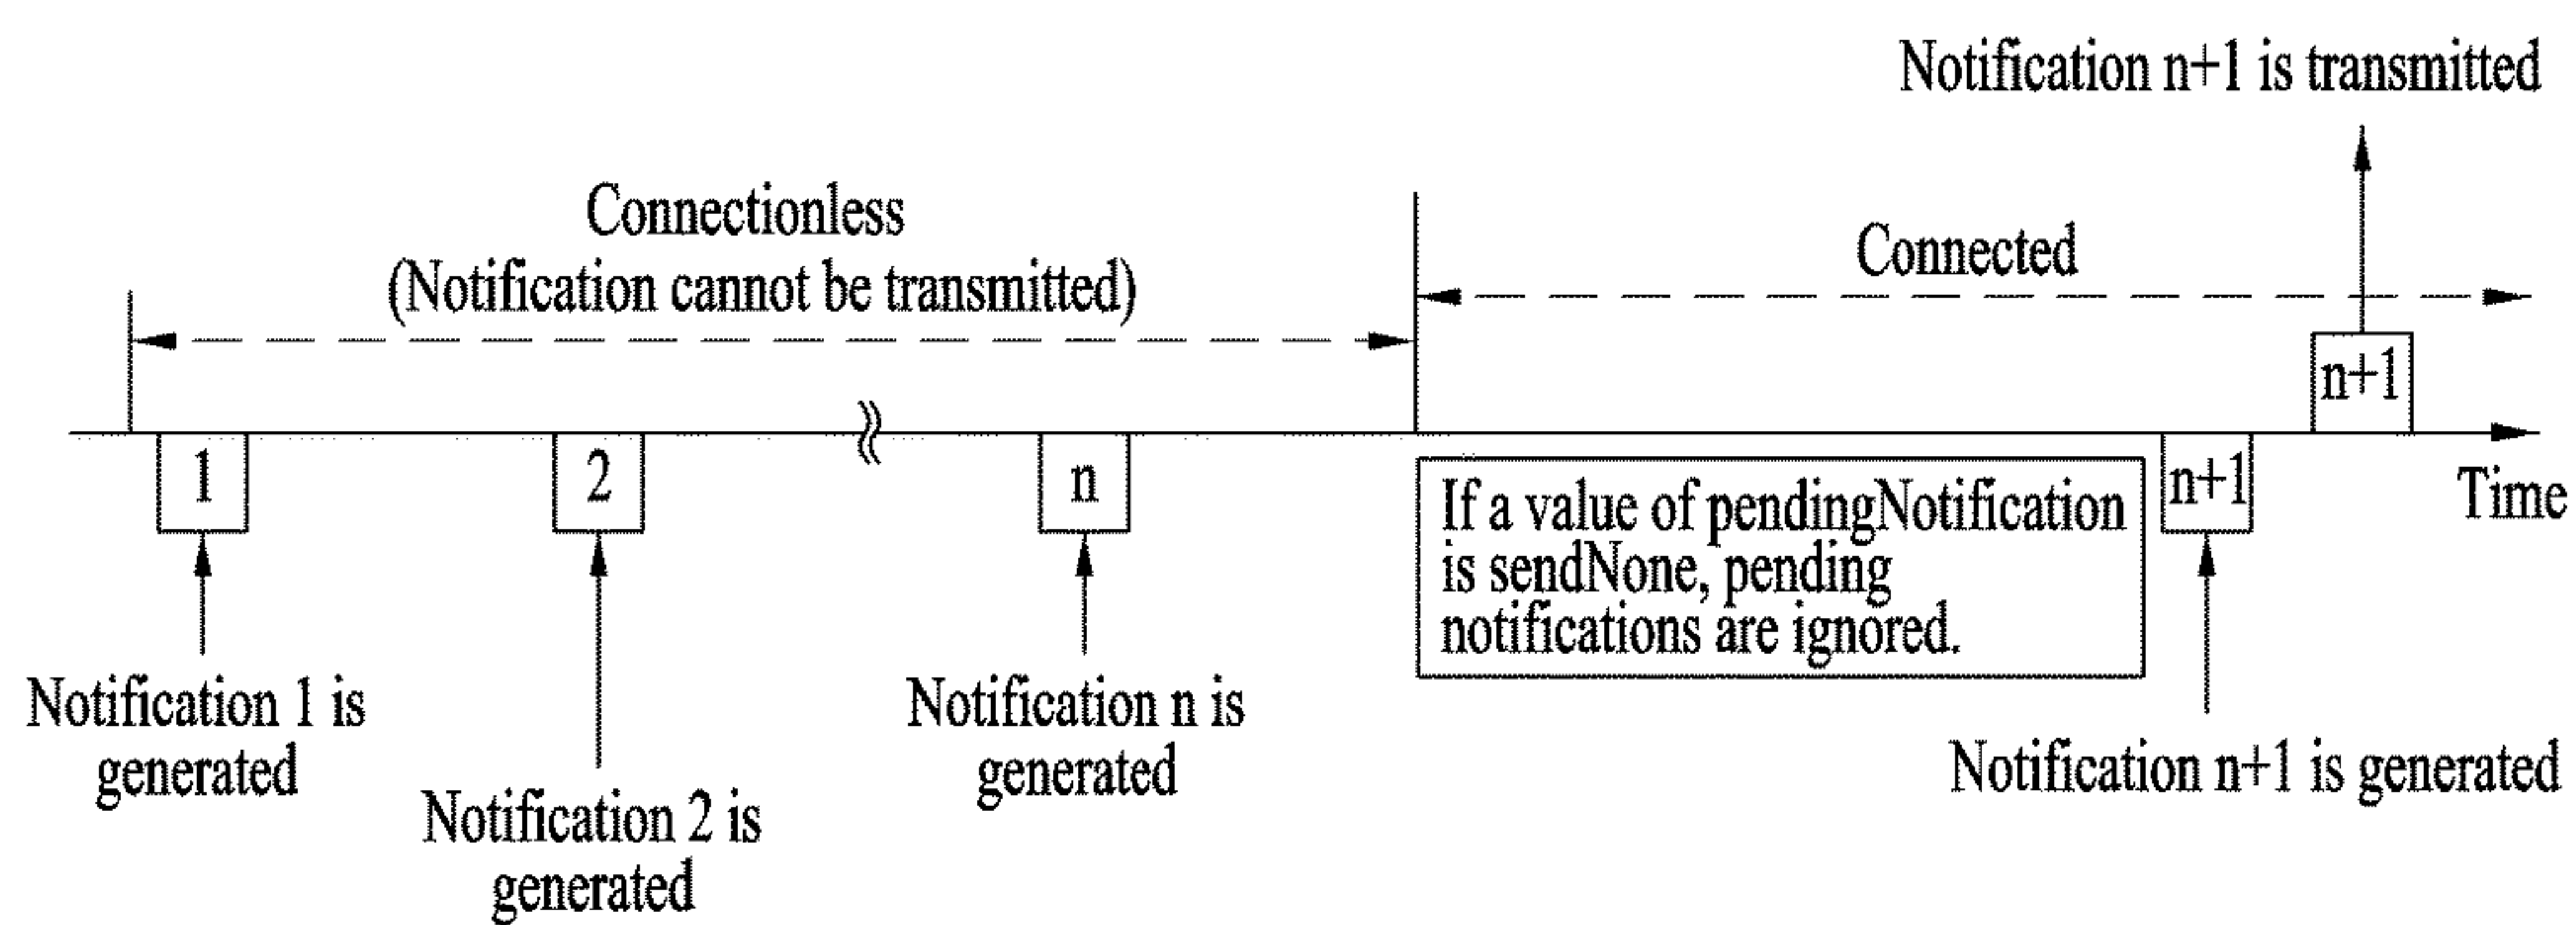 Notification n+1 is transmitted
Connectionless
(Notification cannot be transmitted)
Connected
n+1
1
2
n
n+1
Time
If a value of pendingNotification
is sendNone, pending
notifications are ignored.
Notification 1 is
generated
Notification 2 is
generated
Notification n is
generated
Notification n+1 is generated